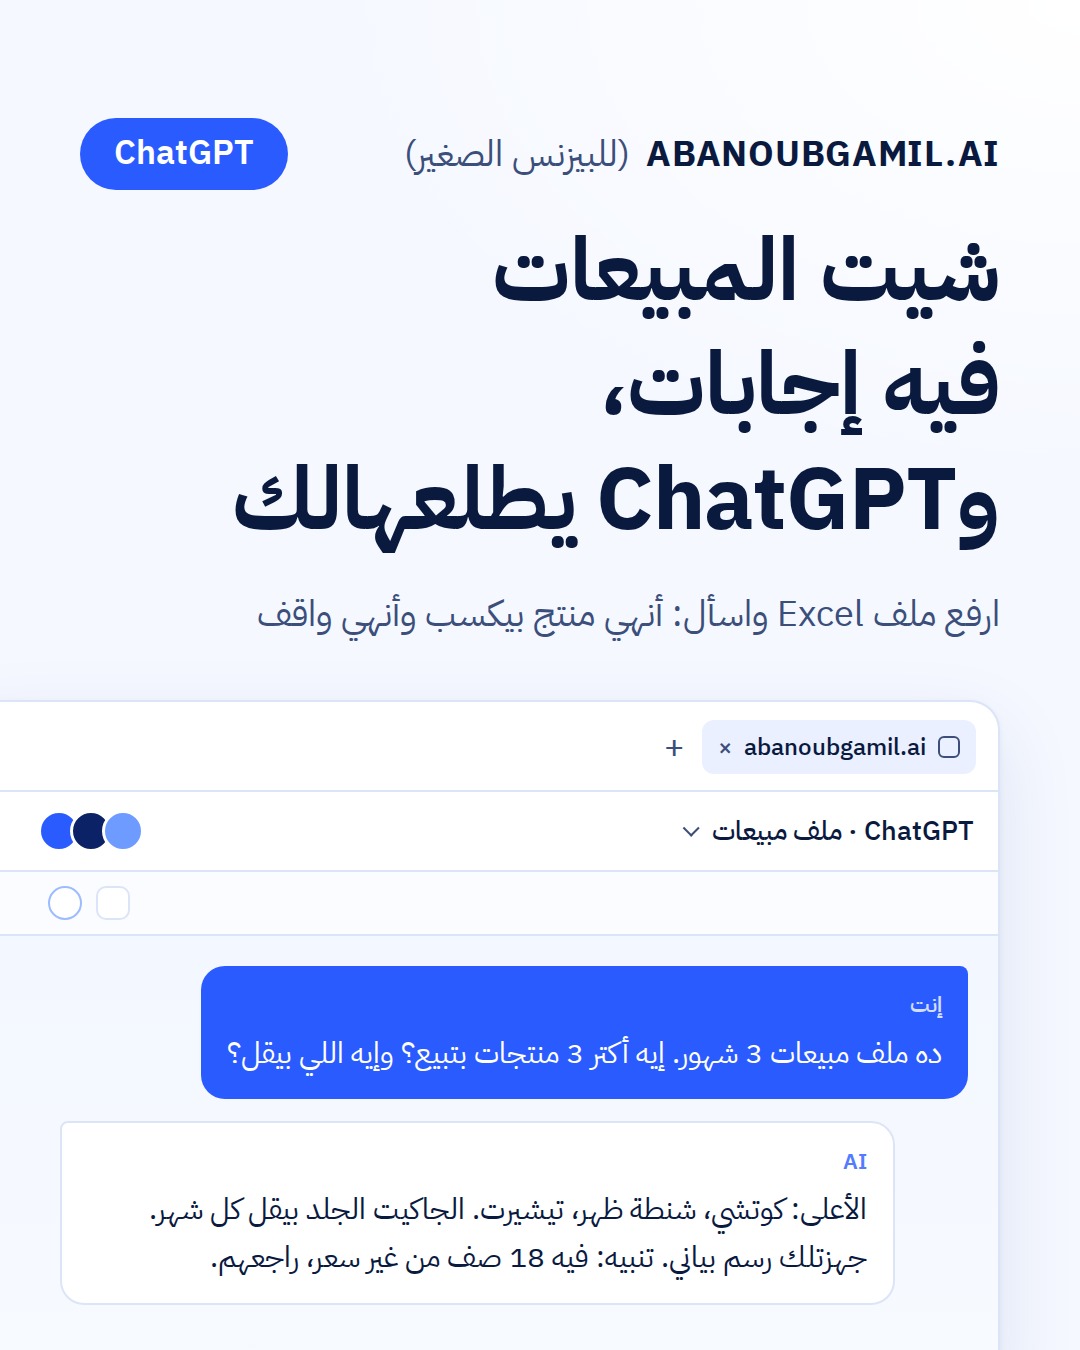 ABANOUBGAMIL.AI (للبيزنس الصغير)
ChatGPT
شيت المبيعات
فيه إجابات،
وChatGPT يطلعهالك
ارفع ملف Excel واسأل: أنهي منتج بيكسب وأنهي واقف
abanoubgamil.ai × +
ChatGPT · ملف مبيعات
إنت
ده ملف مبيعات 3 شهور. إيه أكتر 3 منتجات بتبيع؟ وإيه اللي بيقل؟
AI
الأعلى: كوتشي، شنطة ظهر، تيشيرت. الجاكيت الجلد بيقل كل شهر.
جهزتلك رسم بياني. تنبيه: فيه 18 صف من غير سعر، راجعهم.